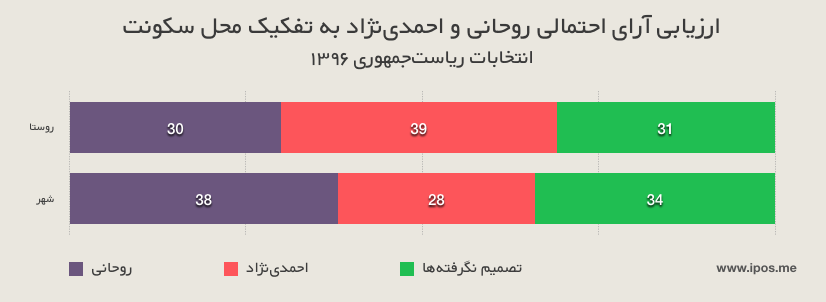 ارزیابی آرای احتمالی روحانی و احمدی‌نژاد به تفکیک محل سکونت
انتخابات ریاست‌جمهوری ۱۳۹۶
روستا
30 39 31
شهر
38 28 34
روحانی احمدی‌نژاد تصمیم نگرفته‌ها
www.ipos.me